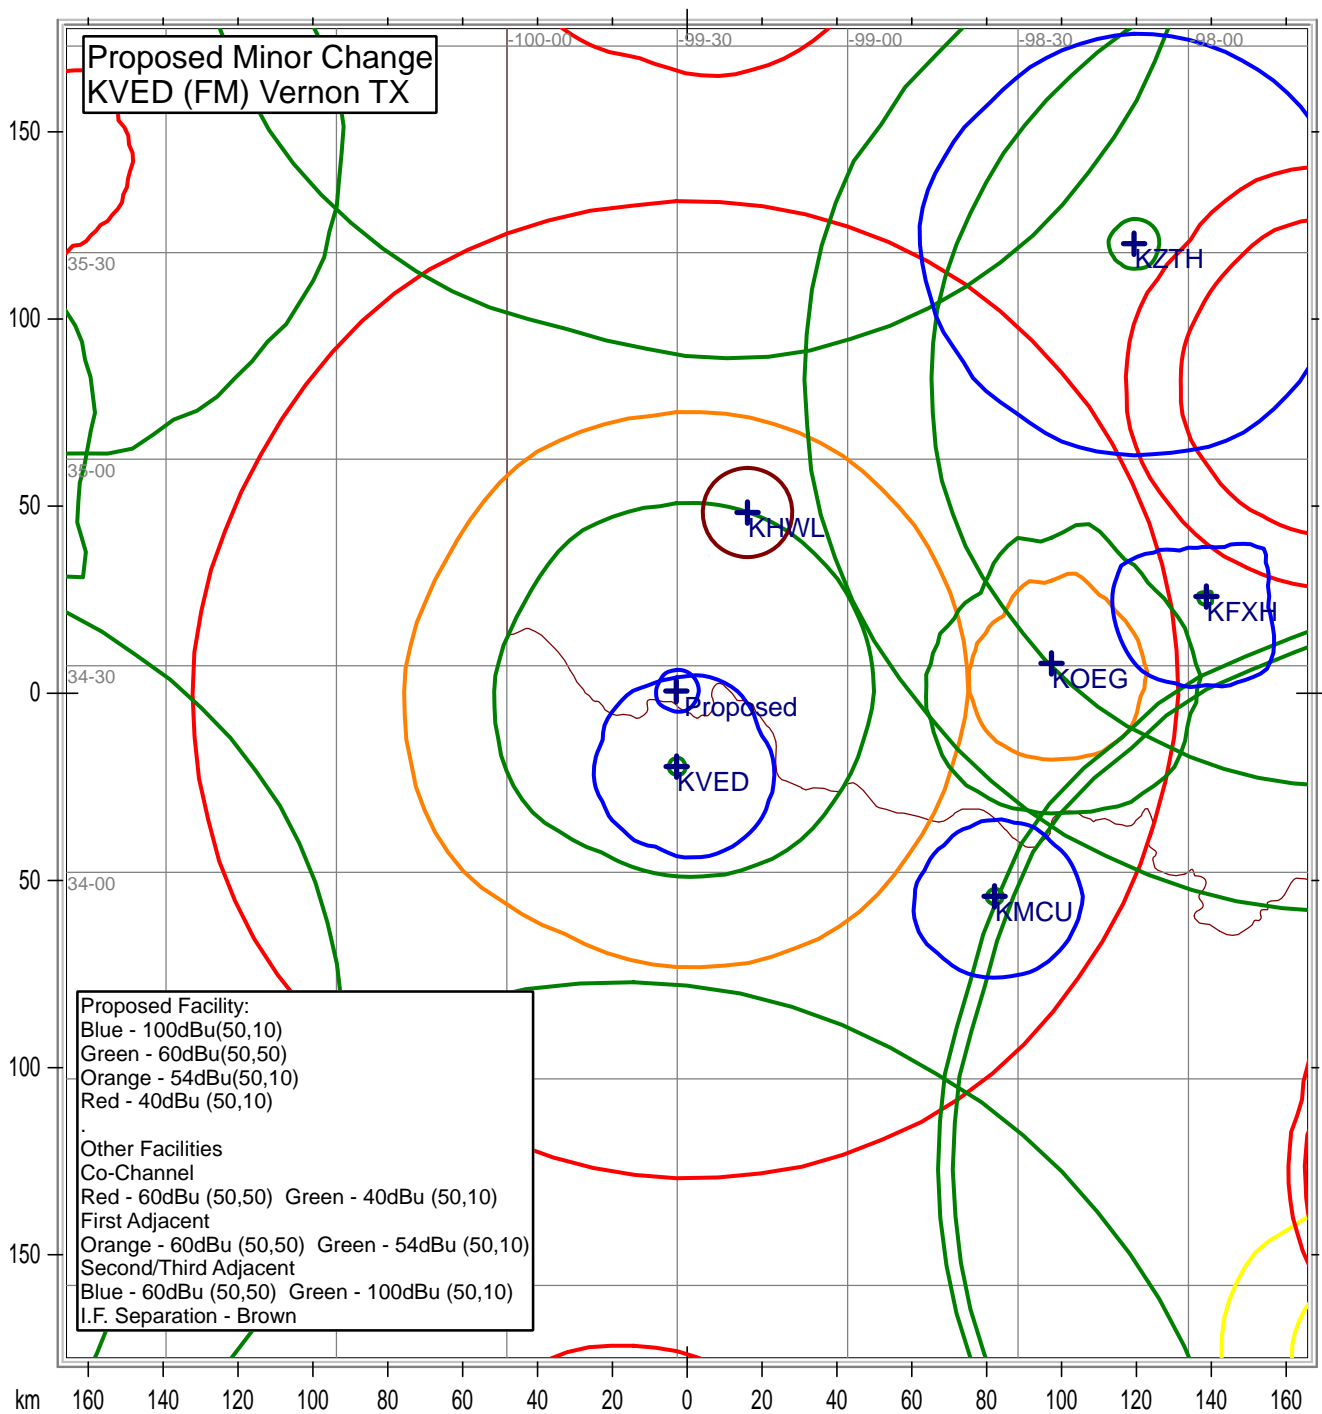 -100-00
-99-30
-99-00
-98-30
-98-00
Proposed Minor Change
KVED (FM) Vernon TX
150
KZTH
35-30
100
35-00
50
KHWL
KFXH
KOEG
34-30
0
Proposed
KVED
34-00
50
KMCU
Proposed Facility:
Blue - 100dBu(50,10)
Green - 60dBu(50,50)
Orange - 54dBu(50,10)
Red - 40dBu (50,10)
.
Other Facilities
Co-Channel
Red - 60dBu (50,50) Green - 40dBu (50,10)
First Adjacent
Orange - 60dBu (50,50) Green - 54dBu (50,10)
Second/Third Adjacent
Blue - 60dBu (50,50) Green - 100dBu (50,10)
I.F. Separation - Brown
100
150
km 160 140 120 100 80 60 40 20 0 20 40 60 80 100 120 140 160